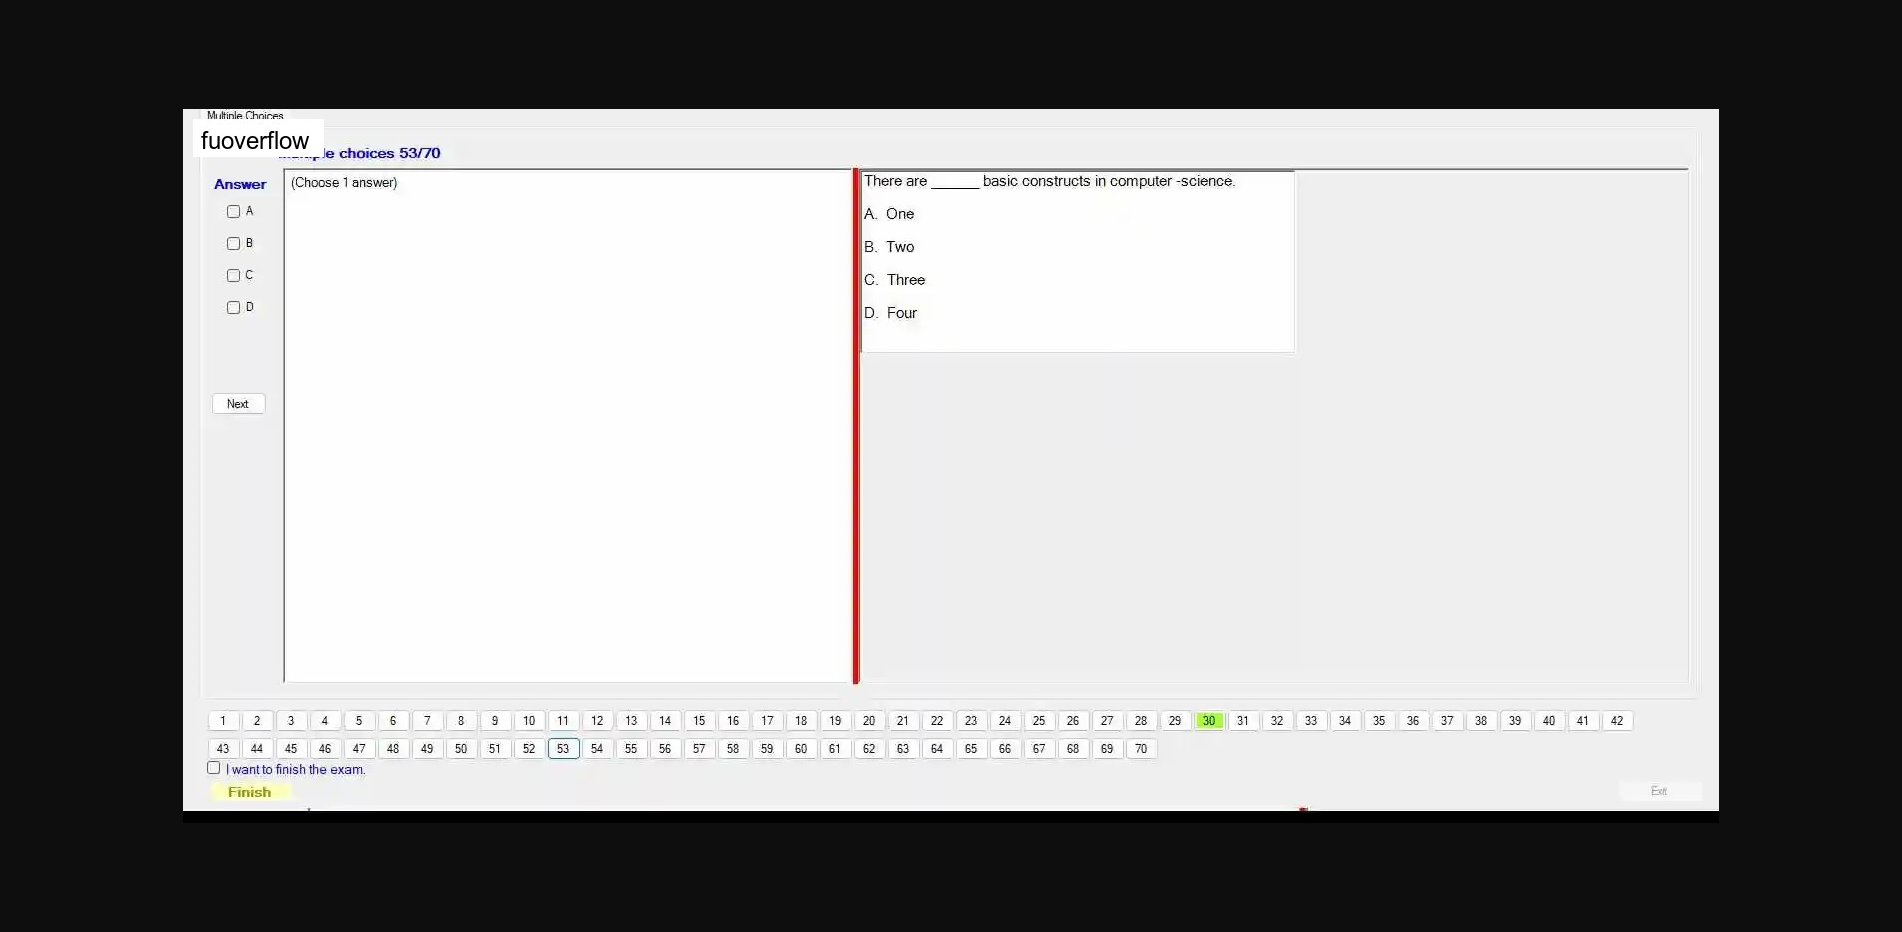 Multiple Choices
fuoverflow
choices 53/70
Answer
(Choose 1 answer)
A
B
C
D
Next
There are ______ basic constructs in computer -science.
A. One
B. Two
C. Three
D. Four
1 2 3 4 5 6 7 8 9 10 11 12 13 14 15 16 17 18 19 20 21 22 23 24 25 26 27 28 29 30 31 32 33 34 35 36 37 38 39 40 41 42
43 44 45 46 47 48 49 50 51 52 53 54 55 56 57 58 59 60 61 62 63 64 65 66 67 68 69 70
I want to finish the exam.
Finish
Exit